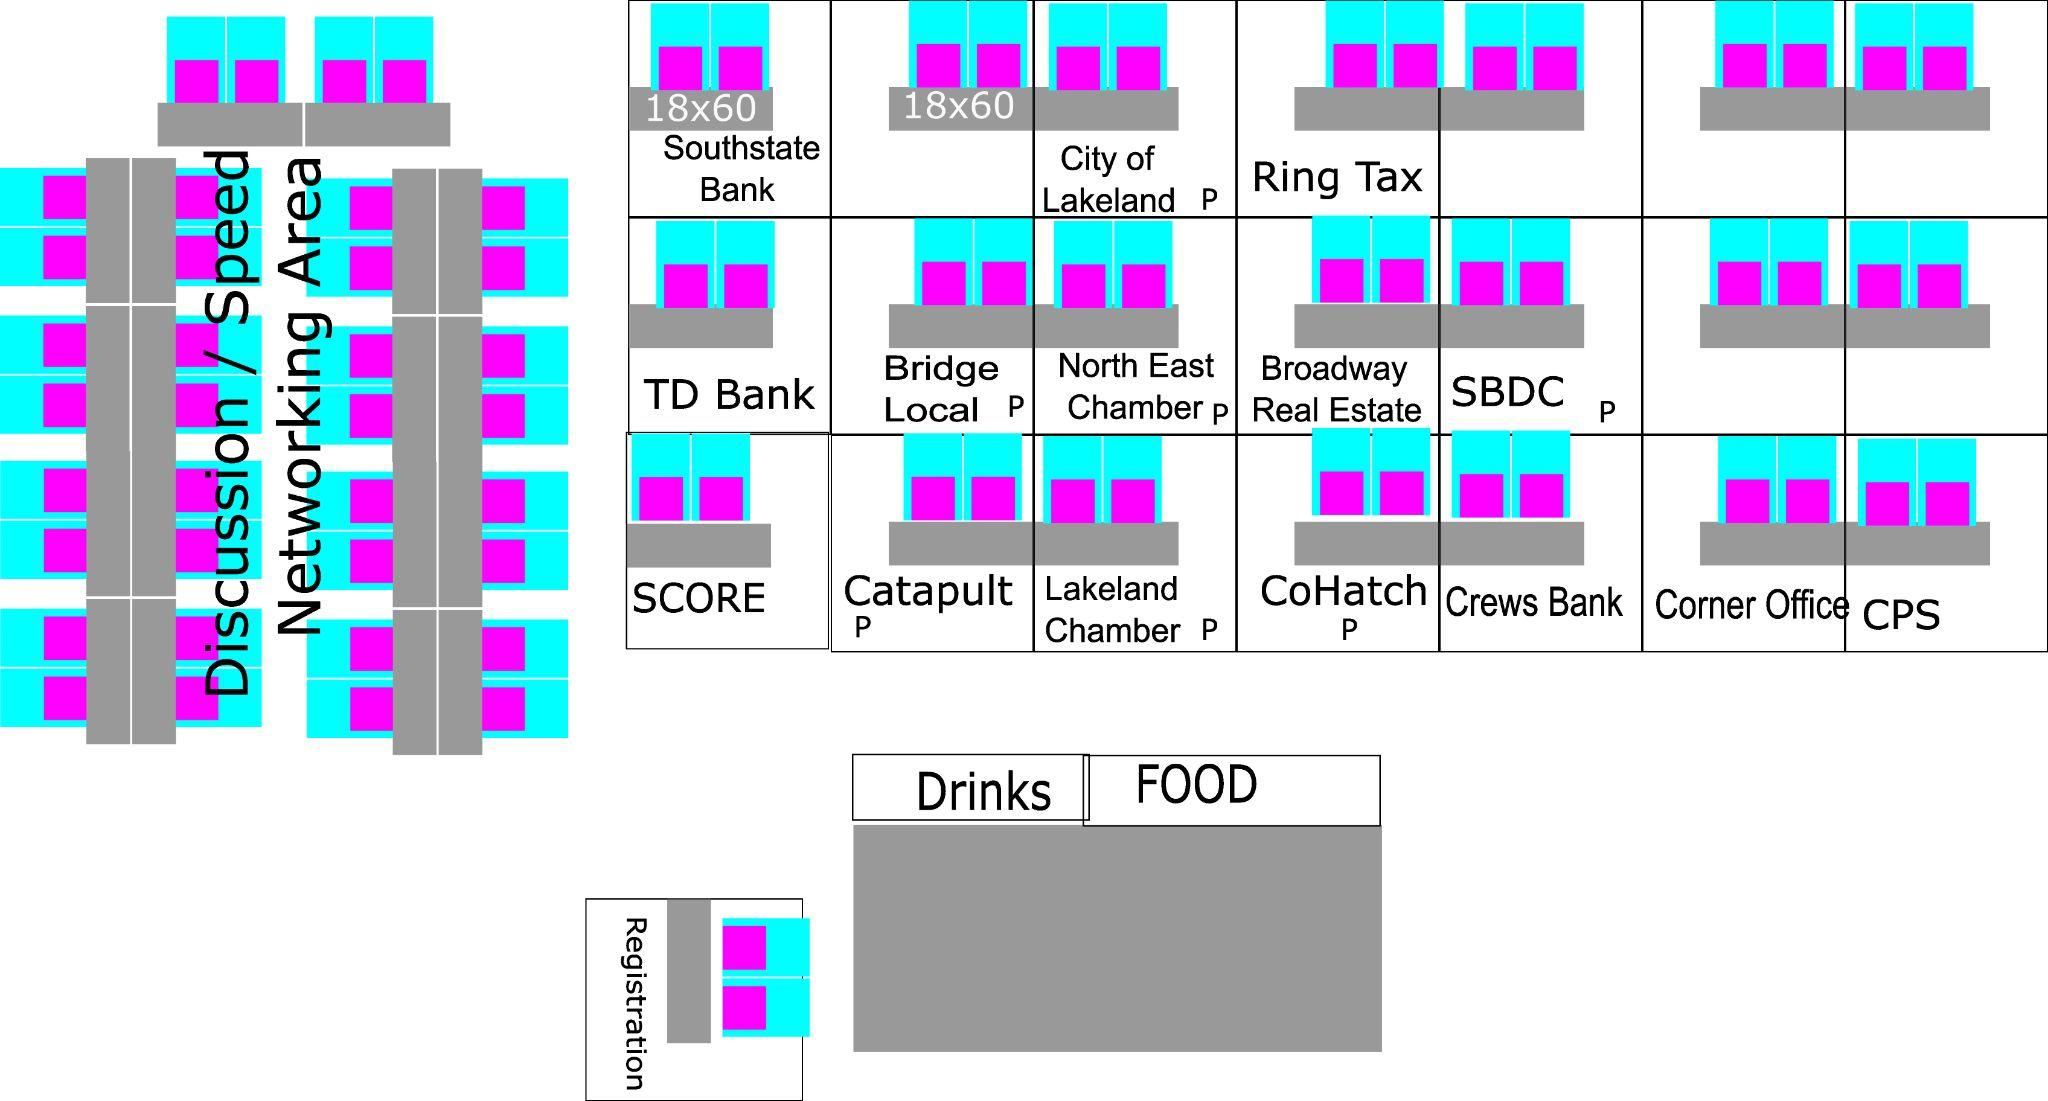 Discussion / Speed
Networking Area
18x60
18x60
Southstate
Bank
City of
Lakeland P
Ring Tax
TD Bank
Bridge
Local P
North East
Chamber P
Broadway
Real Estate
SBDC P
SCORE
Catapult
P
Lakeland
Chamber P
CoHatch
P
Crews Bank
Corner Office
CPS
Drinks
FOOD
Registration